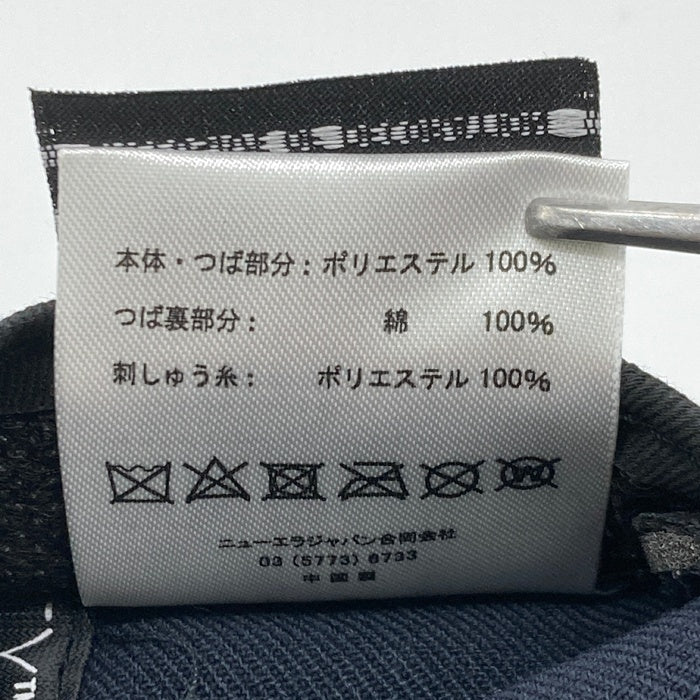 本体・つば部分：ポリエステル 100%
つば裏部分： 綿 100%
刺しゅう糸： ポリエステル 100%
W
ニューエラジャパン合同会社
03 (5773) 6733
中国製
Y™